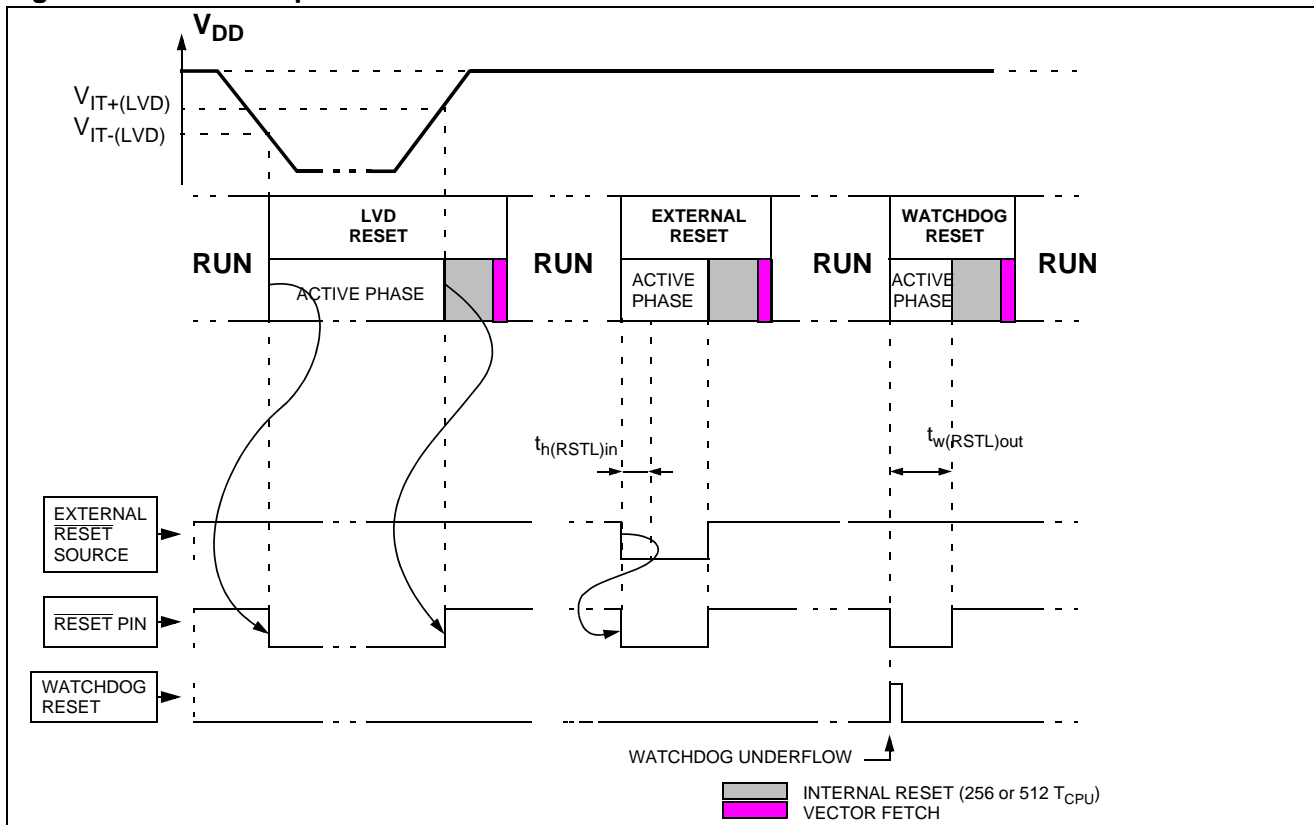 V_DD
V_IT+(LVD)
V_IT-(LVD)
LVD
RESET
EXTERNAL
RESET
WATCHDOG
RESET
RUN
RUN
RUN
RUN
ACTIVE PHASE
ACTIVE
PHASE
ACTIVE
PHASE
t_h(RSTL)in
t_w(RSTL)out
EXTERNAL
RESET
SOURCE
RESET PIN
WATCHDOG
RESET
WATCHDOG UNDERFLOW
INTERNAL RESET (256 or 512 T_CPU)
VECTOR FETCH